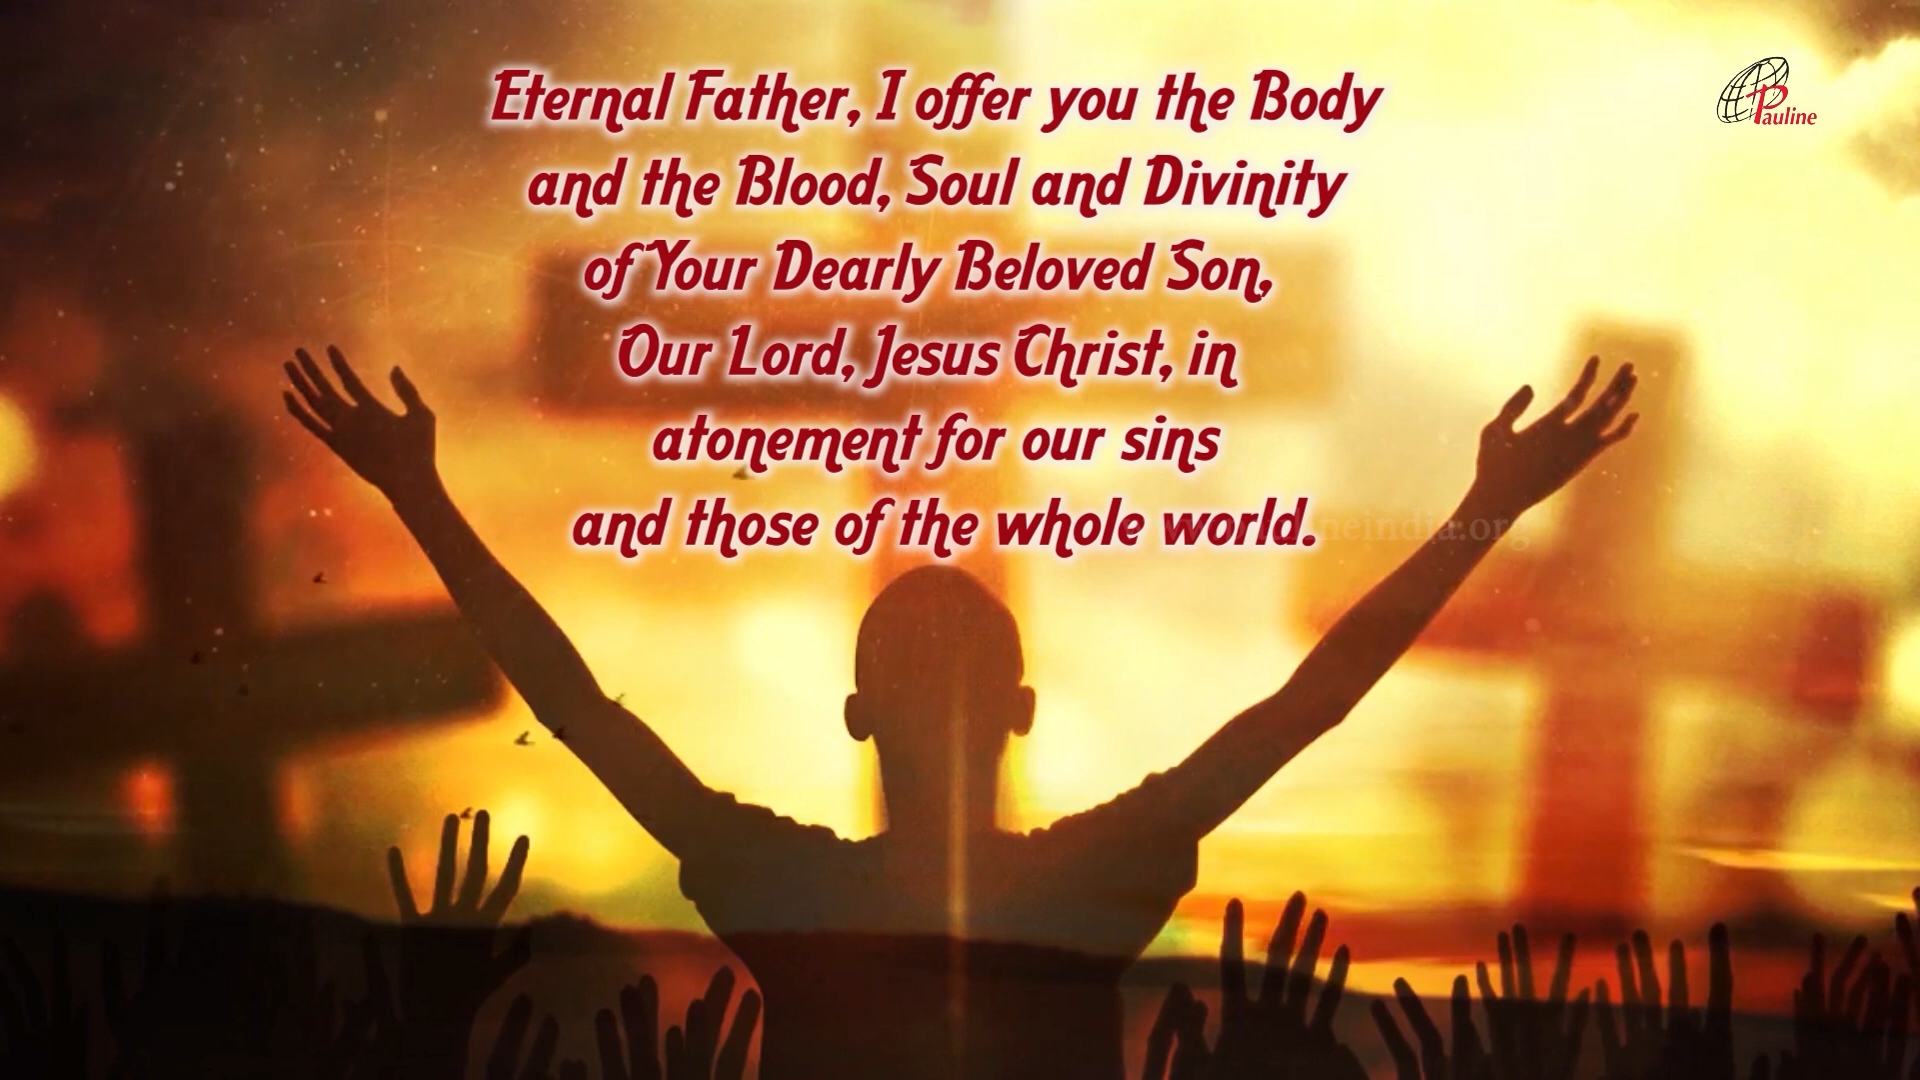 Eternal Father, I offer you the Body
and the Blood, Soul and Divinity
of Your Dearly Beloved Son,
Our Lord, Jesus Christ, in
atonement for our sins
and those of the whole world.
Pauline